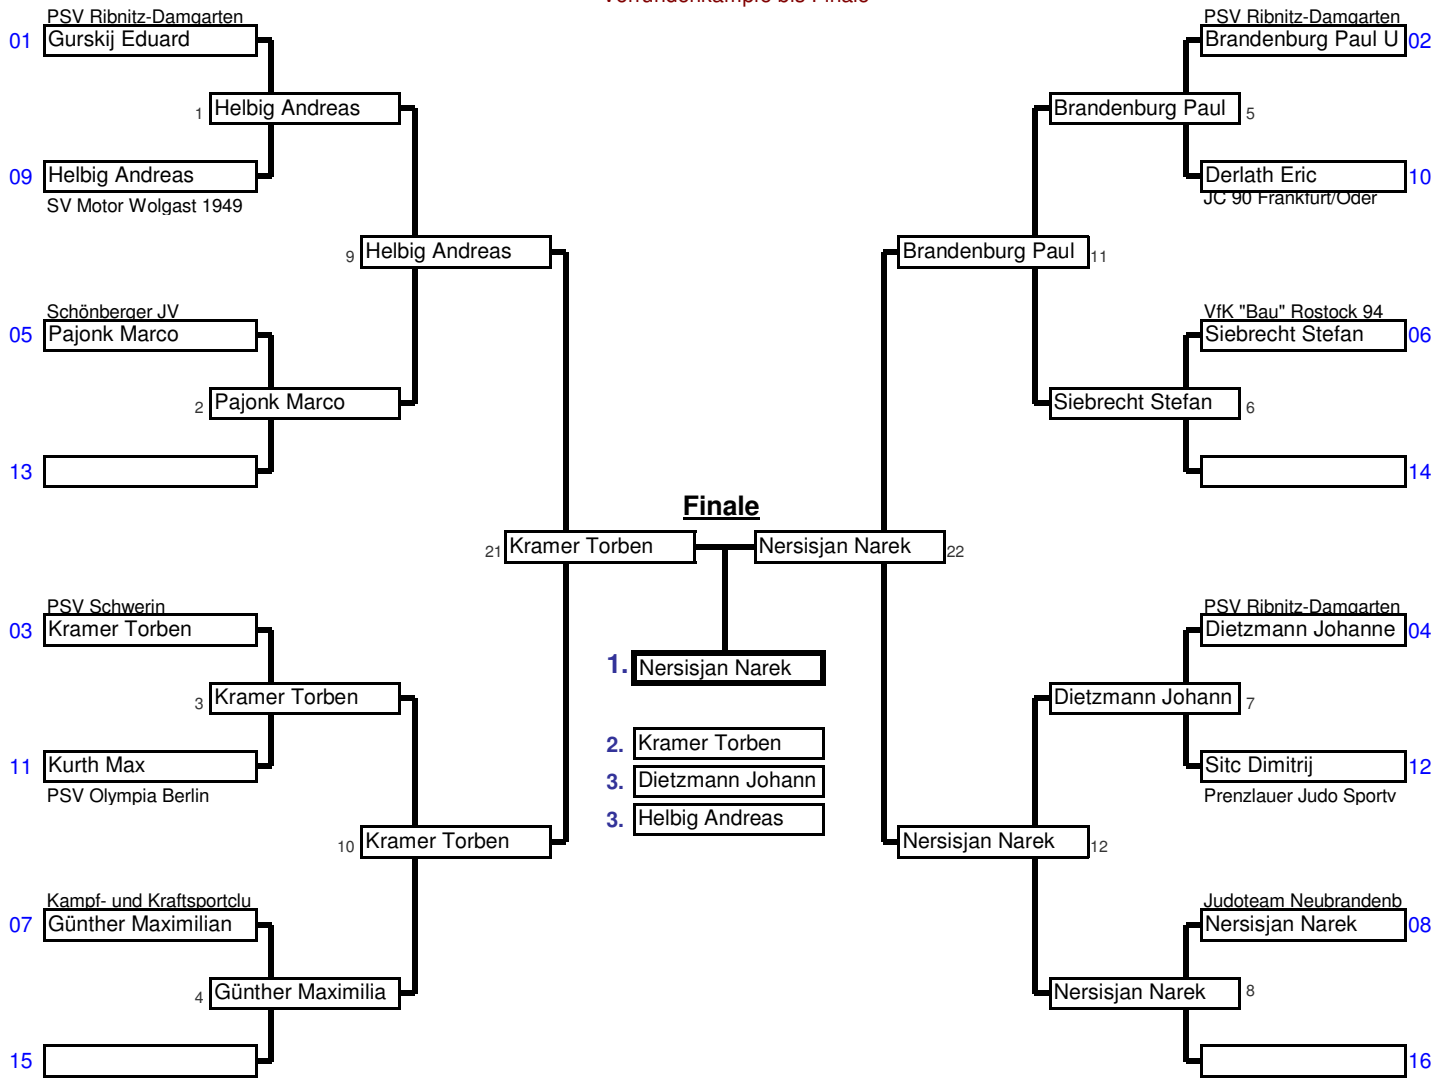 Vorrundenkämpfe bis Finale
PSV Ribnitz-Damgarten
01 Gurskij Eduard
1 Helbig Andreas
09 Helbig Andreas
SV Motor Wolgast 1949
9 Helbig Andreas
Schönberger JV
05 Pajonk Marco
2 Pajonk Marco
13
21 Kramer Torben
PSV Schwerin
03 Kramer Torben
3 Kramer Torben
11 Kurth Max
PSV Olympia Berlin
10 Kramer Torben
Kampf- und Kraftsportclu
07 Günther Maximilian
4 Günther Maximilia
15
Finale
1. Nersisjan Narek
2. Kramer Torben
3. Dietzmann Johann
3. Helbig Andreas
PSV Ribnitz-Damgarten
Brandenburg Paul U 02
Brandenburg Paul 5
Derlath Eric 10
JC 90 Frankfurt/Oder
Brandenburg Paul 11
VfK "Bau" Rostock 94
Siebrecht Stefan 06
Siebrecht Stefan 6
14
Nersisjan Narek 22
PSV Ribnitz-Damgarten
Dietzmann Johanne 04
Dietzmann Johann 7
Sitc Dimitrij 12
Prenzlauer Judo Sportv
Nersisjan Narek 12
Judoteam Neubrandenb
Nersisjan Narek 08
Nersisjan Narek 8
16